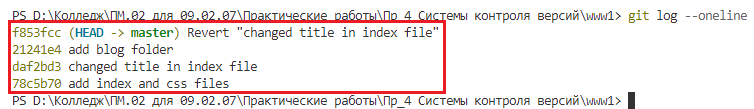 PS D:\Колледж\ПМ.02 для 09.02.07\Практические работы\Пр_4 Системы контроля версий\www1> git log --oneline
f853fcc (HEAD -> master) Revert "changed title in index file"
21241e4 add blog folder
daf2bd3 changed title in index file
78c5b70 add index and css files
PS D:\Колледж\ПМ.02 для 09.02.07\Практические работы\Пр_4 Системы контроля версий\www1>